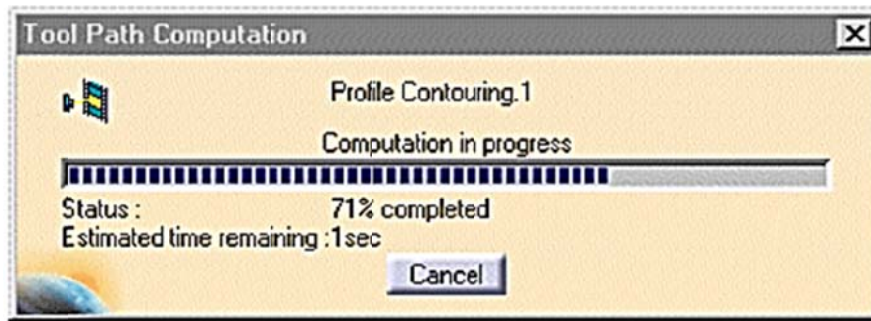 Tool Path Computation
Profile Contouring.1
Computation in progress
Status : 71% completed
Estimated time remaining :1sec
Cancel